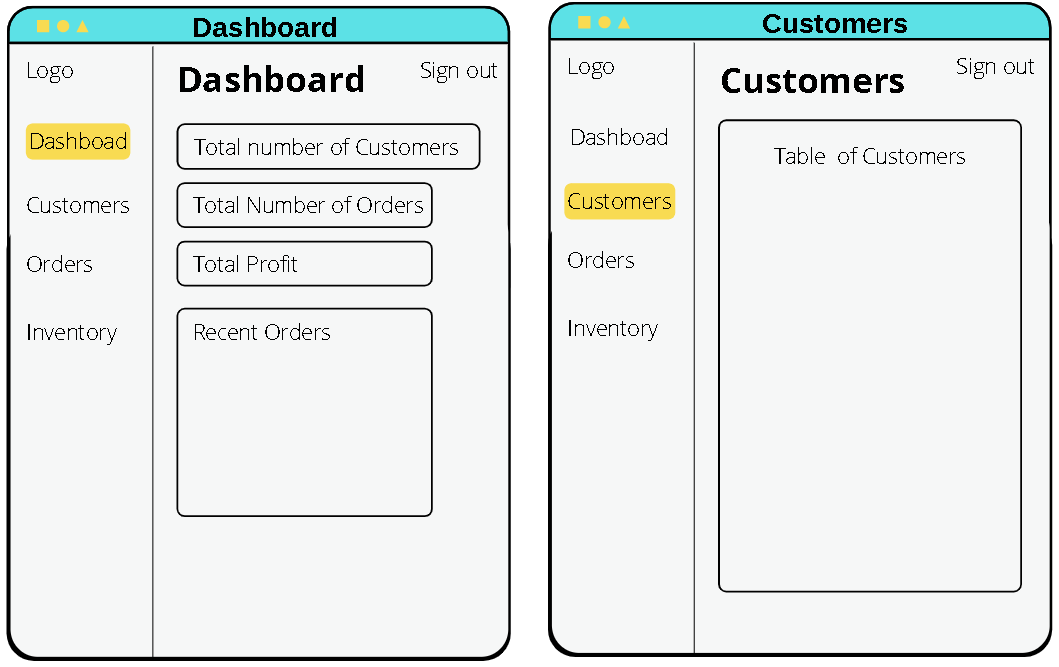 Dashboard
Logo
Dashboard
Sign out
Dashboad
Total number of Customers
Customers
Total Number of Orders
Orders
Total Profit
Inventory
Recent Orders
Customers
Logo
Customers
Sign out
Dashboad
Table of Customers
Customers
Orders
Inventory